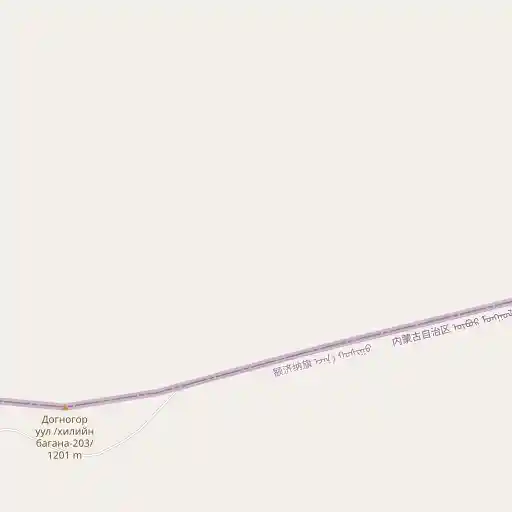 内蒙古自治区
额济纳旗
Догногор
уул /хилийн
багана-203/
1201 m